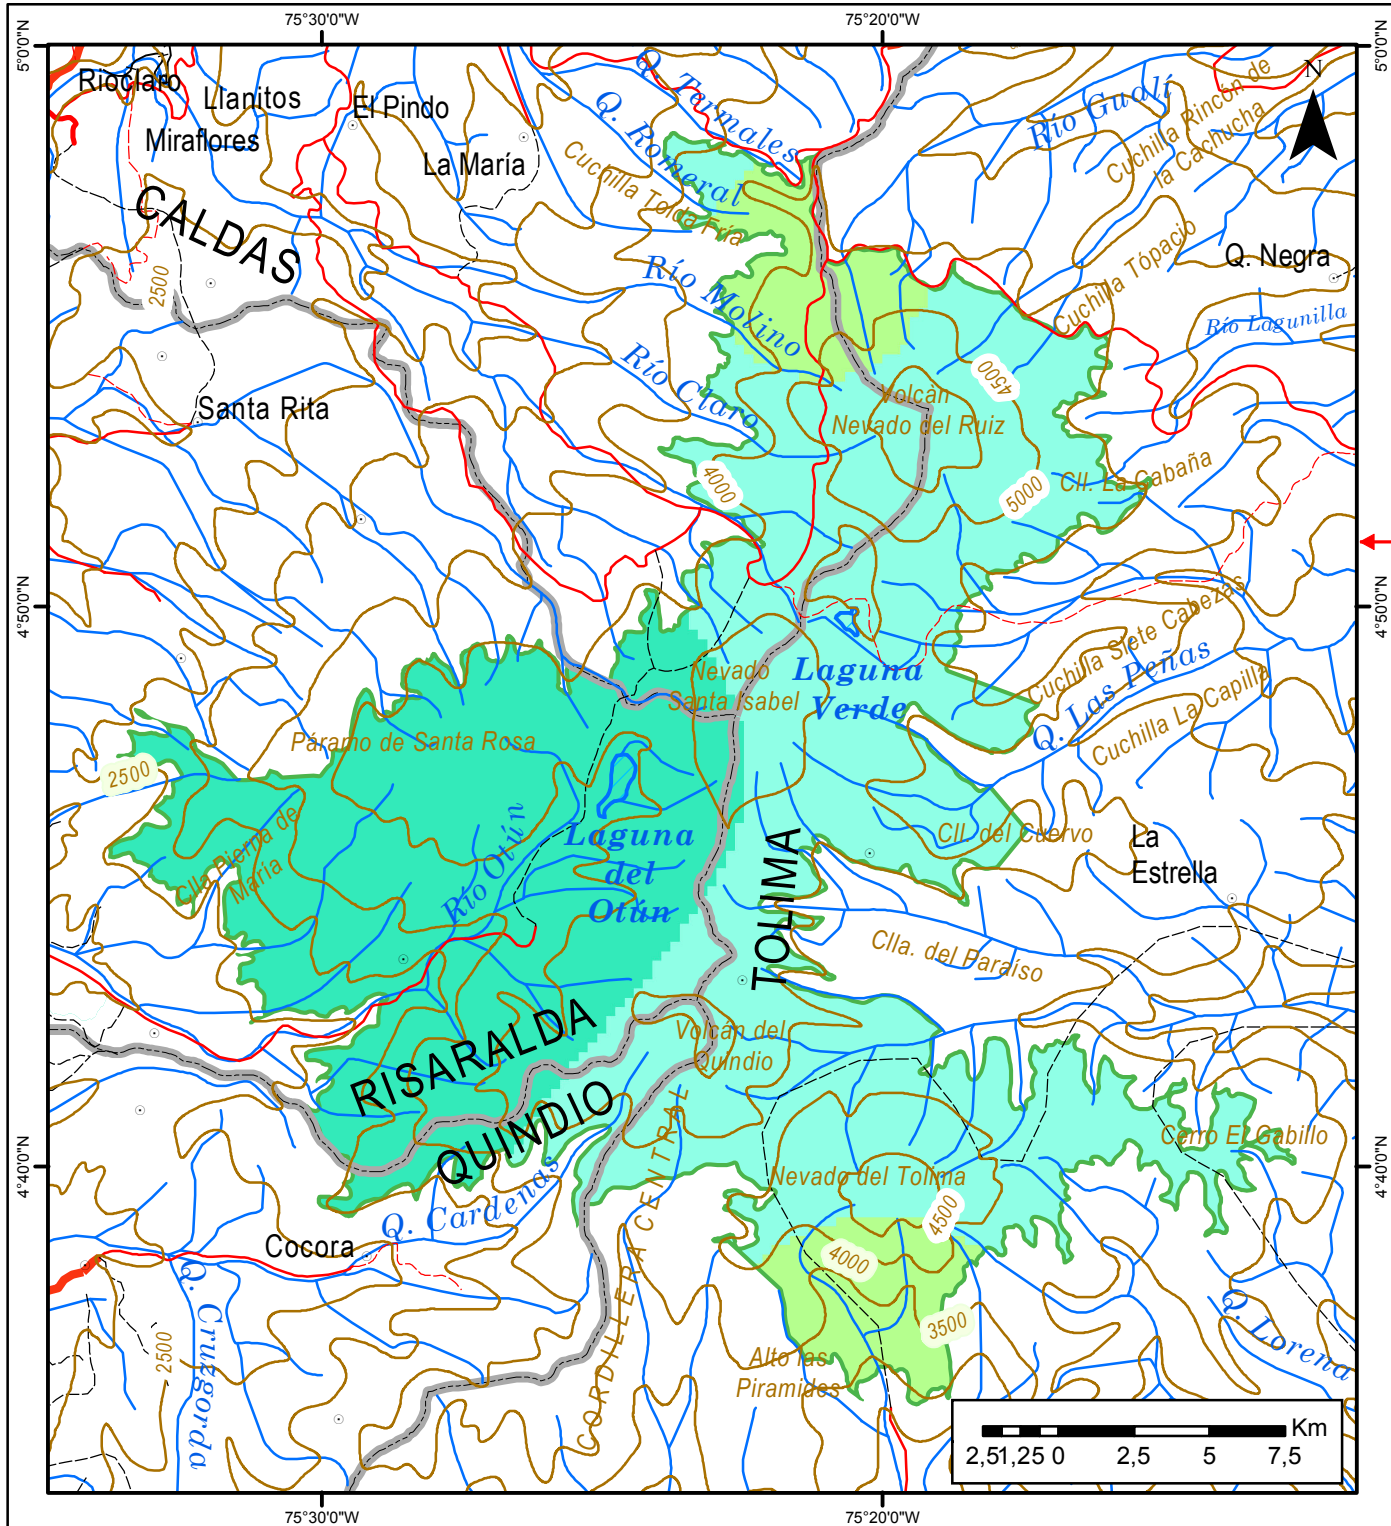 75°30'0"W
75°20'0"W
5°0'0"N
5°0'0"N
N
Rioclaro
Llanitos
El Pindo
Miraflores
La María
Q. Termales
Q. Romeral
Cuchilla Tolda Fría
Río Gualí
Cuchilla Rincòn de
la Cachucha
CALDAS
2500
Río Molino
Q. Negra
Cuchilla Tópacio
Río Lagunilla
Río Claro
Santa Rita
Volcàn
Nevado del Ruiz
4500
4000
5000
Cll. La Cabaña
4°50'0"N
4°50'0"N
Nevado
Santa Isabel
Laguna
Verde
Cuchilla Siete Cabezas
Q. Las Peñas
Cuchilla La Capilla
Páramo de Santa Rosa
2500
Clla Pierna de
María
Río Otún
Laguna
del
Otún
TOLIMA
Cll. del Cuervo
La
Estrella
Clla. del Paraíso
RISARALDA
Volcán del
Quindio
QUINDIO
Cerro El Gabillo
4°40'0"N
4°40'0"N
Nevado del Tolima
Q. Cardenas
4500
Cocora
CORDILLERA CENTRAL
4000
3500
Q. Cruzgorda
2500
Q. Lorena
Alto las
Piramides
Km
2,51,25 0 2,5 5 7,5
75°30'0"W
75°20'0"W